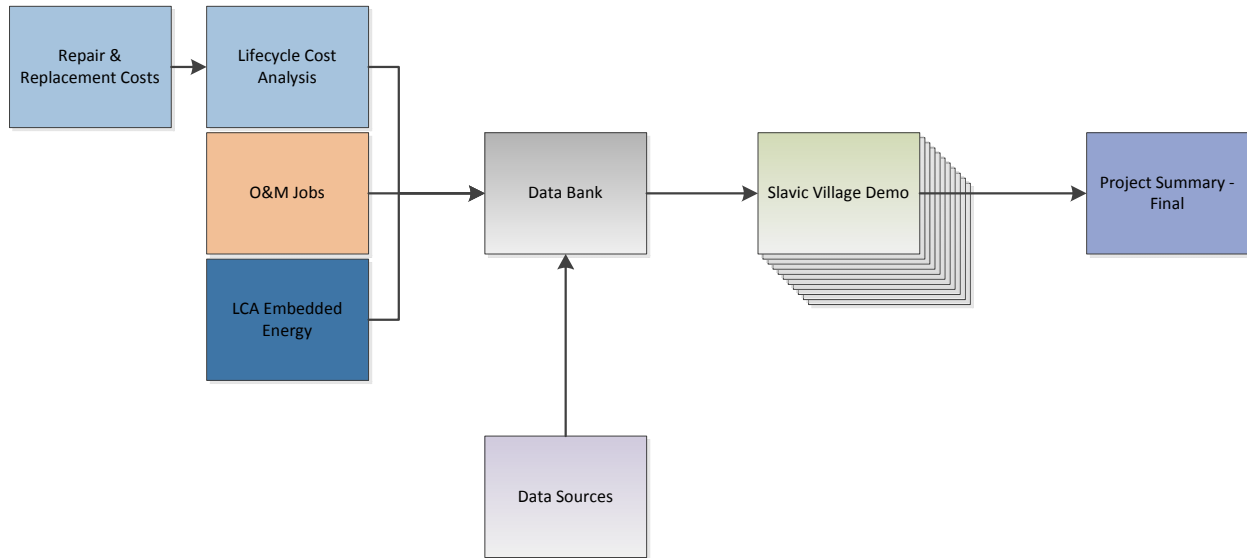 Repair &
Replacement Costs
Lifecycle Cost
Analysis
O&M Jobs
LCA Embedded
Energy
Data Bank
Slavic Village Demo
Project Summary -
Final
Data Sources